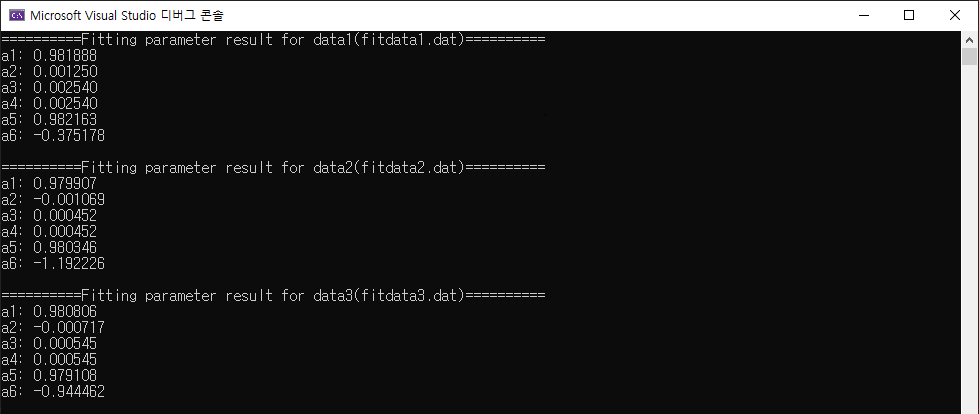 Microsoft Visual Studio 디버그 콘솔
==========Fitting parameter result for data1(fitdata1.dat)==========
a1: 0.981888
a2: 0.001250
a3: 0.002540
a4: 0.002540
a5: 0.982163
a6: -0.375178
==========Fitting parameter result for data2(fitdata2.dat)==========
a1: 0.979907
a2: -0.001069
a3: 0.000452
a4: 0.000452
a5: 0.980346
a6: -1.192226
==========Fitting parameter result for data3(fitdata3.dat)==========
a1: 0.980806
a2: -0.000717
a3: 0.000545
a4: 0.000545
a5: 0.979108
a6: -0.944462